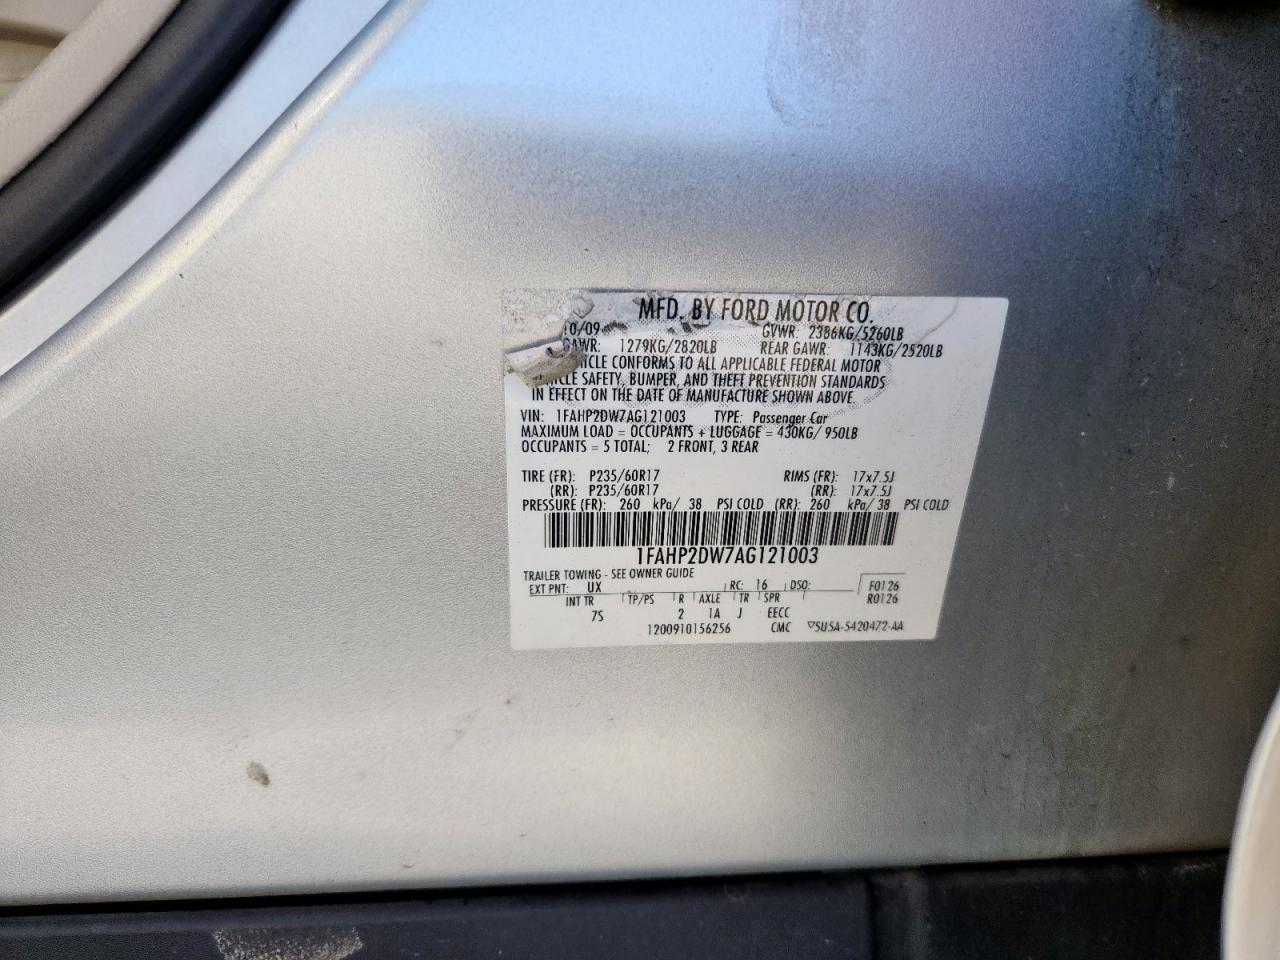 MFD. BY FORD MOTOR CO.
10/09 GVWR: 2386KG/5260LB
GAWR: 1279KG/2820LB REAR GAWR: 1143KG/2520LB
VEHICLE CONFORMS TO ALL APPLICABLE FEDERAL MOTOR
VEHICLE SAFETY, BUMPER, AND THEFT PREVENTION STANDARDS
IN EFFECT ON THE DATE OF MANUFACTURE SHOWN ABOVE.
VIN: 1FAHP2DW7AG121003 TYPE: Passenger Car
MAXIMUM LOAD = OCCUPANTS + LUGGAGE = 430KG/ 950LB
OCCUPANTS = 5 TOTAL; 2 FRONT, 3 REAR
TIRE (FR): P235/60R17 RIMS (FR): 17x7.5J
(RR): P235/60R17 (RR): 17x7.5J
PRESSURE (FR): 260 kPa/ 38 PSI COLD (RR): 260 kPa/ 38 PSI COLD
1FAHP2DW7AG121003
TRAILER TOWING - SEE OWNER GUIDE
EXT PNT: UX RC: 16 DSO: F0126
INT TR TP/PS R AXLE TR SPR R0126
7S 2 1A J EECC
1200910156256 CMC ▽5U5A-5420472-AA